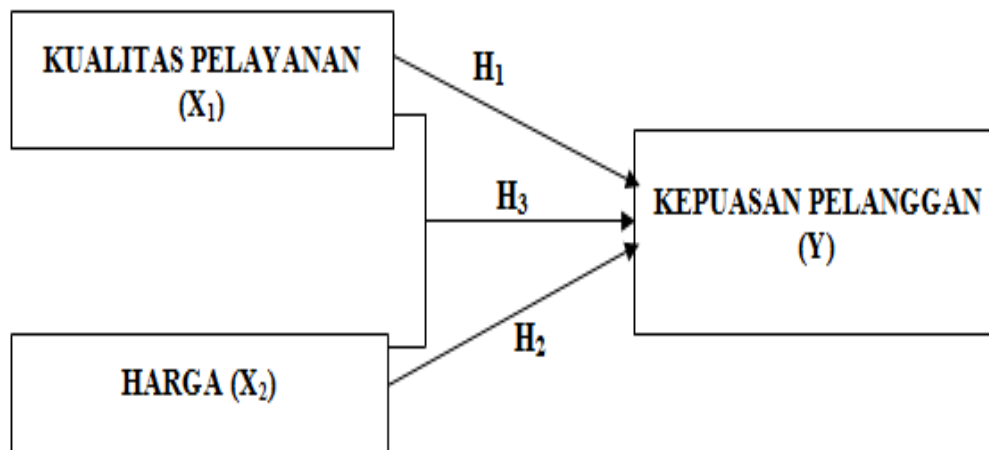 KUALITAS PELAYANAN
(X₁)
H₁
H₃
KEPUASAN PELANGGAN
(Y)
H₂
HARGA (X₂)